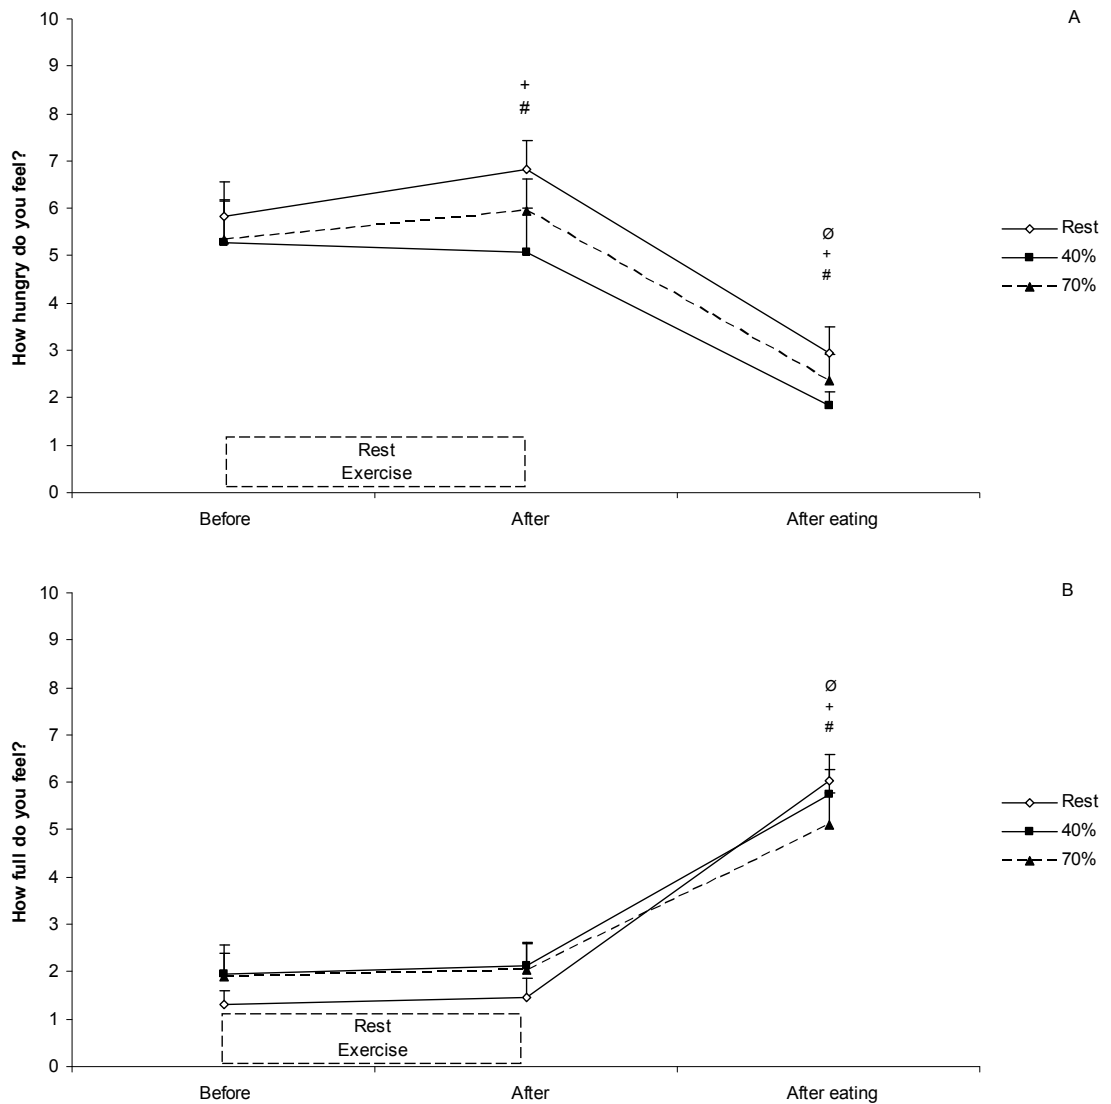 A
10
9
8
7
6
5
4
3
2
1
0
How hungry do you feel?
+
#
Ø
+
#
Rest
40%
70%
Rest
Exercise
Before
After
After eating
B
10
9
8
7
6
5
4
3
2
1
0
How full do you feel?
Ø
+
#
Rest
40%
70%
Rest
Exercise
Before
After
After eating